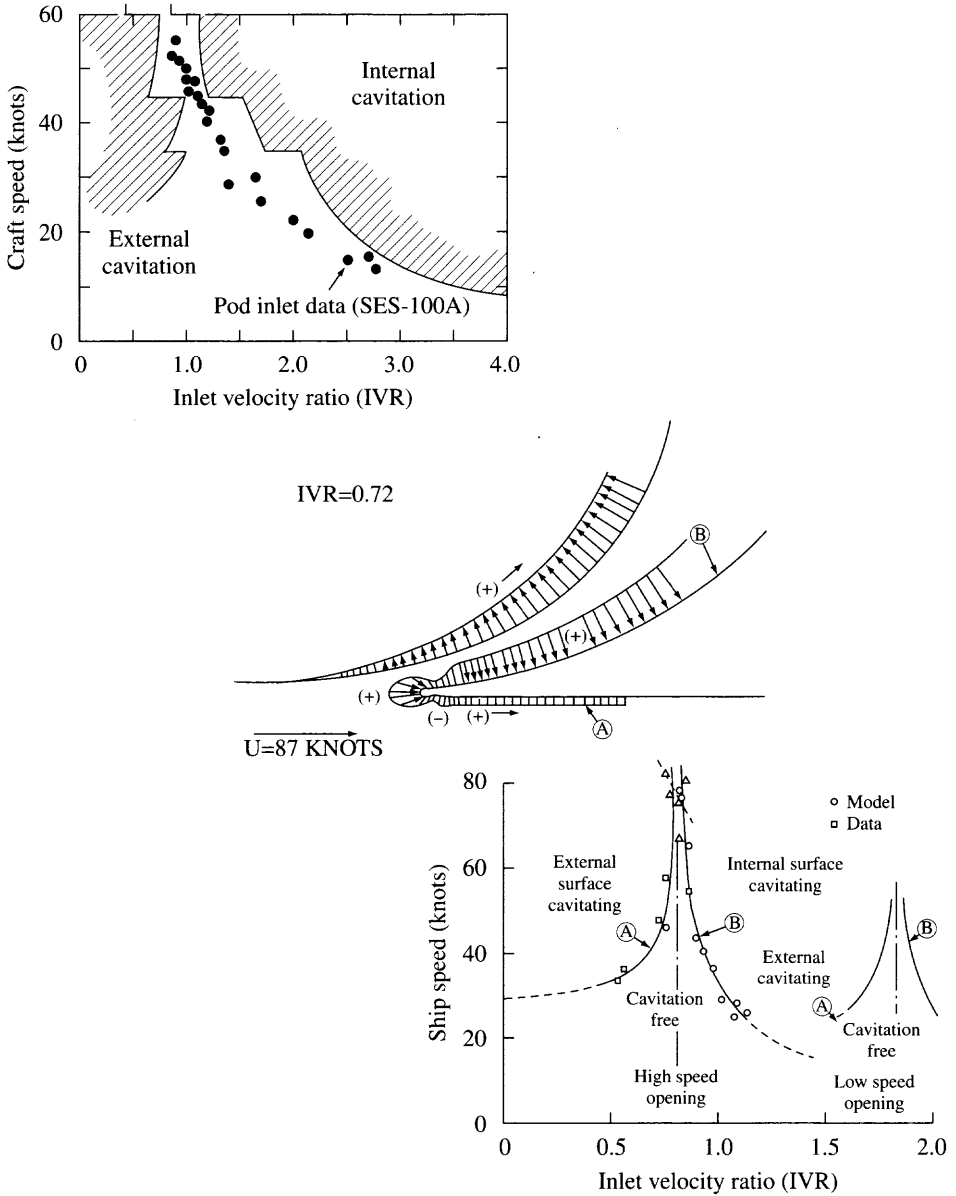 60
40
20
0
Craft speed (knots)
Internal
cavitation
External
cavitation
Pod inlet data (SES-100A)
0
1.0
2.0
3.0
4.0
Inlet velocity ratio (IVR)
IVR=0.72
B
(+)
(+)
(+)
(−)
(+)
A
U=87 KNOTS
80
60
40
20
0
Ship speed (knots)
Model
Data
External
surface
cavitating
Internal surface
cavitating
A
B
External
cavitating
B
A
Cavitation
free
Cavitation
free
High speed
opening
Low speed
opening
0
0.5
1.0
1.5
2.0
Inlet velocity ratio (IVR)